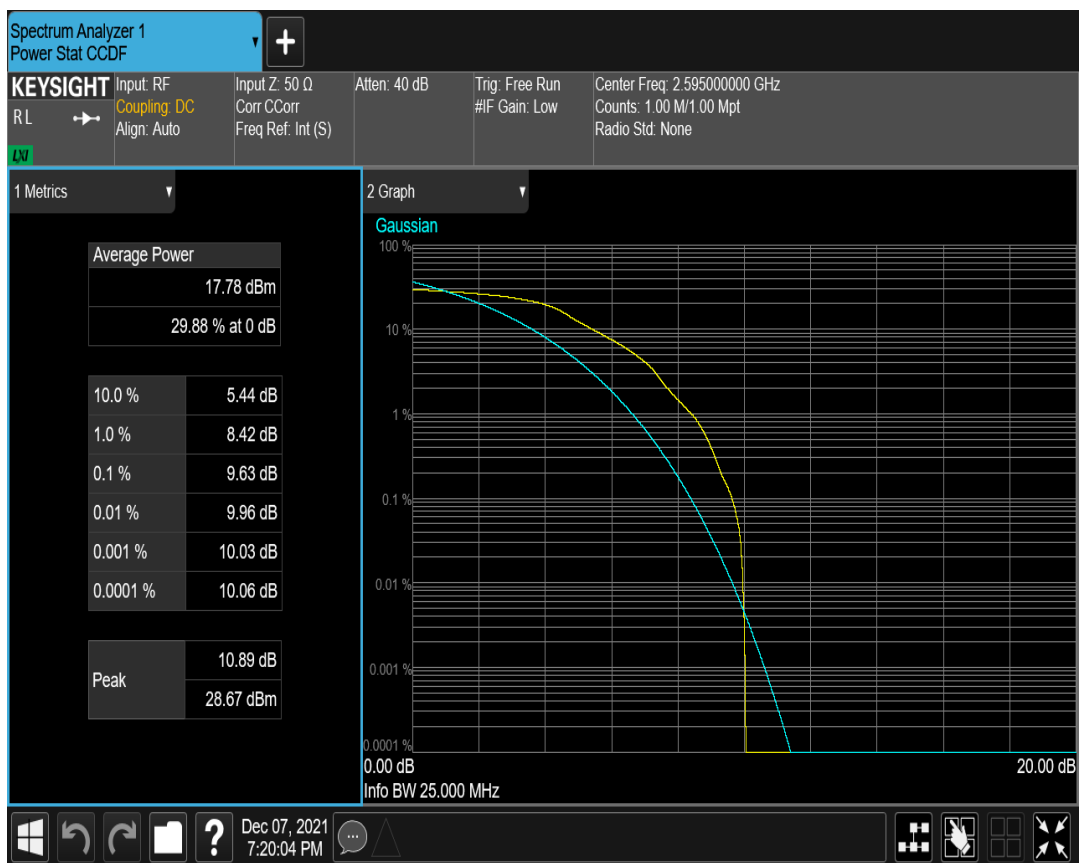 Spectrum Analyzer 1
Power Stat CCDF
KEYSIGHT
RL
LXI
Input: RF
Coupling: DC
Align: Auto
Input Z: 50 Ω
Corr CCorr
Freq Ref: Int (S)
Atten: 40 dB
Trig: Free Run
#IF Gain: Low
Center Freq: 2.595000000 GHz
Counts: 1.00 M/1.00 Mpt
Radio Std: None
1 Metrics
Average Power
17.78 dBm
29.88 % at 0 dB
10.0 % 5.44 dB
1.0 % 8.42 dB
0.1 % 9.63 dB
0.01 % 9.96 dB
0.001 % 10.03 dB
0.0001 % 10.06 dB
Peak
10.89 dB
28.67 dBm
2 Graph
Gaussian
100 %
10 %
1 %
0.1 %
0.01 %
0.001 %
0.0001 %
0.00 dB 20.00 dB
Info BW 25.000 MHz
Dec 07, 2021
7:20:04 PM